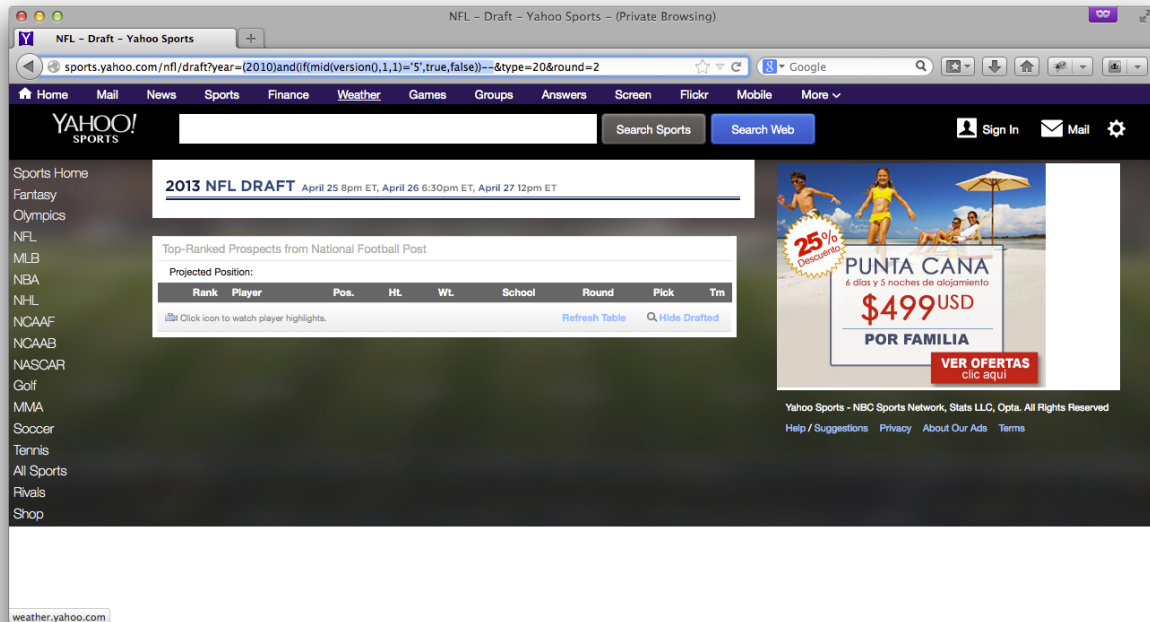 NFL - Draft - Yahoo Sports - (Private Browsing)
NFL - Draft - Yahoo Sports
sports.yahoo.com/nfl/draft?year=(2010)and(if(mid(version(),1,1)='5',true,false))--&type=20&round=2
Google
Home Mail News Sports Finance Weather Games Groups Answers Screen Flickr Mobile More
YAHOO!
SPORTS
Search Sports
Search Web
Sign In
Mail
Sports Home
Fantasy
Olympics
NFL
MLB
NBA
NHL
NCAAF
NCAAB
NASCAR
Golf
MMA
Soccer
Tennis
All Sports
Rivals
Shop
2013 NFL DRAFT April 25 8pm ET, April 26 6:30pm ET, April 27 12pm ET
Top-Ranked Prospects from National Football Post
Projected Position:
Rank Player Pos. Ht. Wt. School Round Pick Tm
Click icon to watch player highlights.
Refresh Table
Hide Drafted
25%
Descuento
PUNTA CANA
6 días y 5 noches de alojamiento
$499USD
POR FAMILIA
VER OFERTAS
clic aquí
Yahoo Sports - NBC Sports Network, Stats LLC, Opta. All Rights Reserved
Help / Suggestions Privacy About Our Ads Terms
weather.yahoo.com